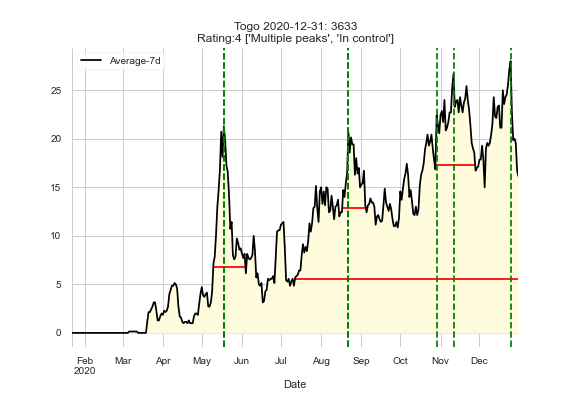 Togo 2020-12-31: 3633
Rating:4 ['Multiple peaks', 'In control']
Average-7d
25
20
15
10
5
0
Feb Mar Apr May Jun Jul Aug Sep Oct Nov Dec
2020
Date